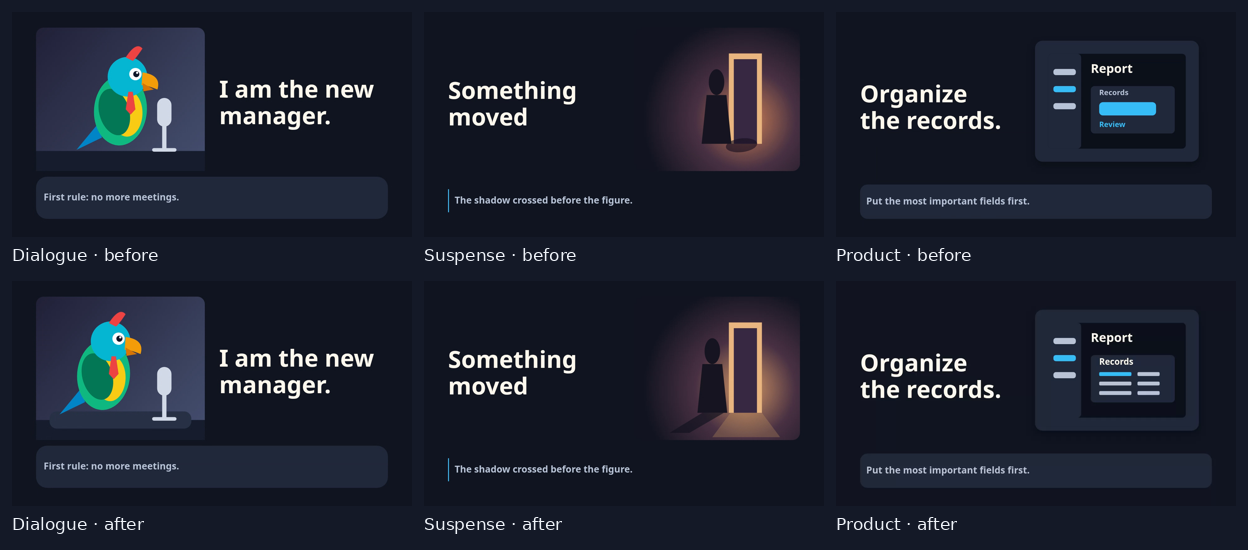 I am the new
manager.
First rule: no more meetings.
Dialogue · before
Something
moved
The shadow crossed before the figure.
Suspense · before
Organize
the records.
Report
Records
Review
Put the most important fields first.
Product · before
I am the new
manager.
First rule: no more meetings.
Dialogue · after
Something
moved
The shadow crossed before the figure.
Suspense · after
Organize
the records.
Report
Records
Put the most important fields first.
Product · after